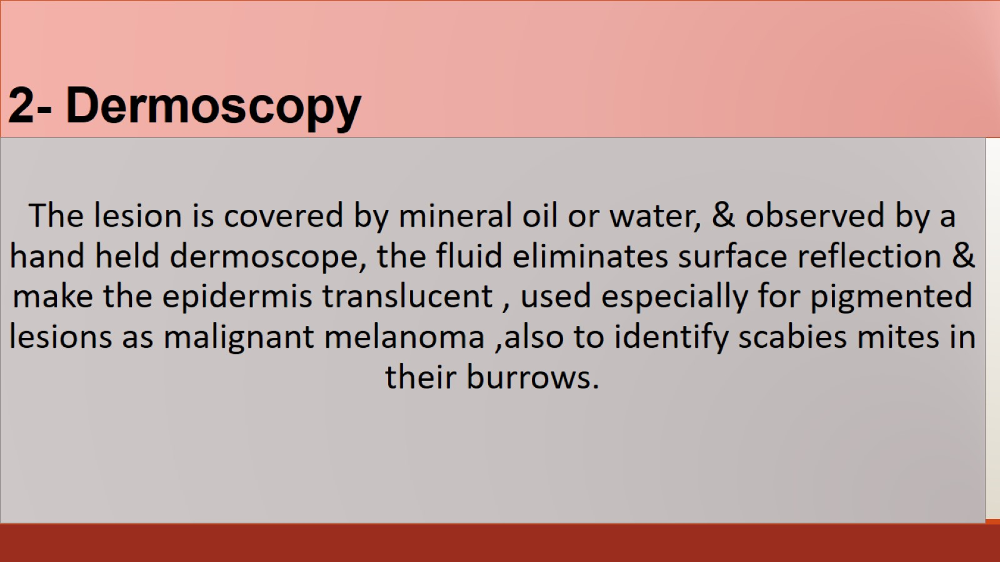 2- Dermoscopy
The lesion is covered by mineral oil or water, & observed by a
hand held dermoscope, the fluid eliminates surface reflection &
make the epidermis translucent , used especially for pigmented
lesions as malignant melanoma ,also to identify scabies mites in
their burrows.